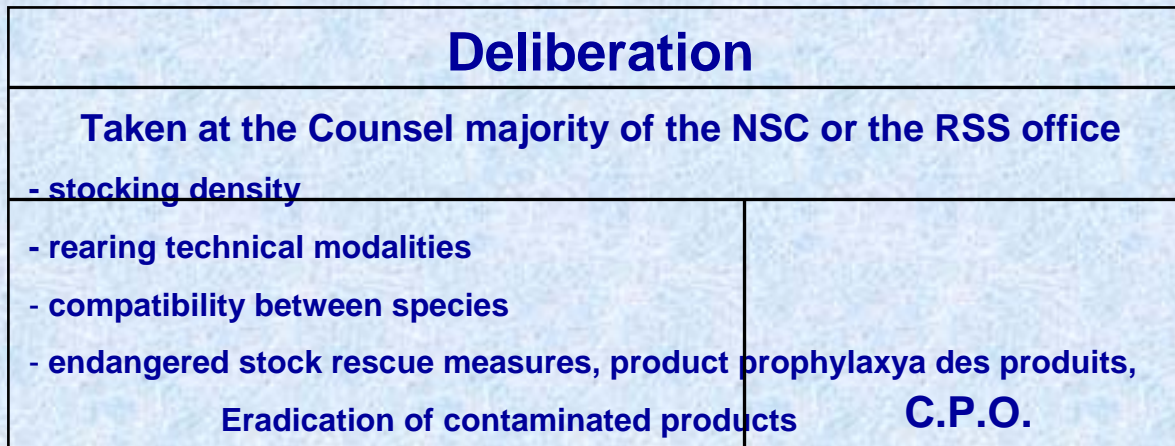 Deliberation
Taken at the Counsel majority of the NSC or the RSS office
- stocking density
- rearing technical modalities
- compatibility between species
- endangered stock rescue measures, product prophylaxya des produits,
Eradication of contaminated products
C.P.O.